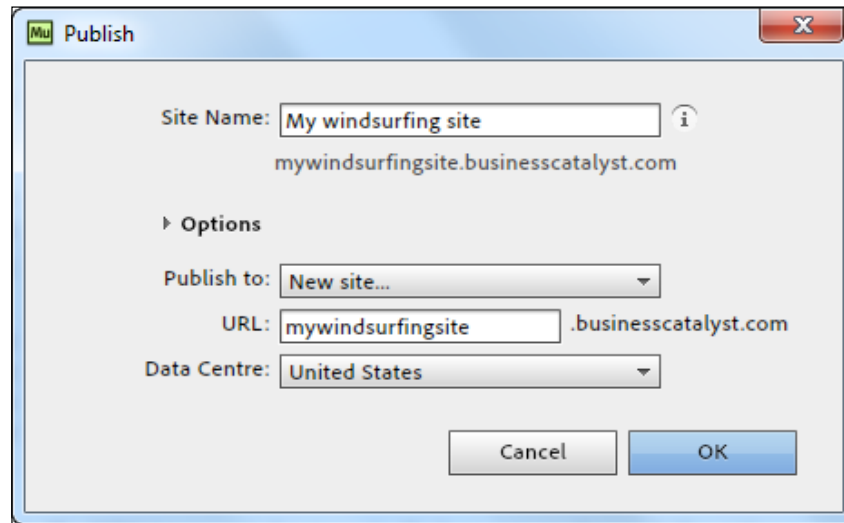 Mu Publish X
Site Name: My windsurfing site i
mywindsurfingsite.businesscatalyst.com
Options
Publish to: New site...
URL: mywindsurfingsite .businesscatalyst.com
Data Centre: United States
Cancel OK